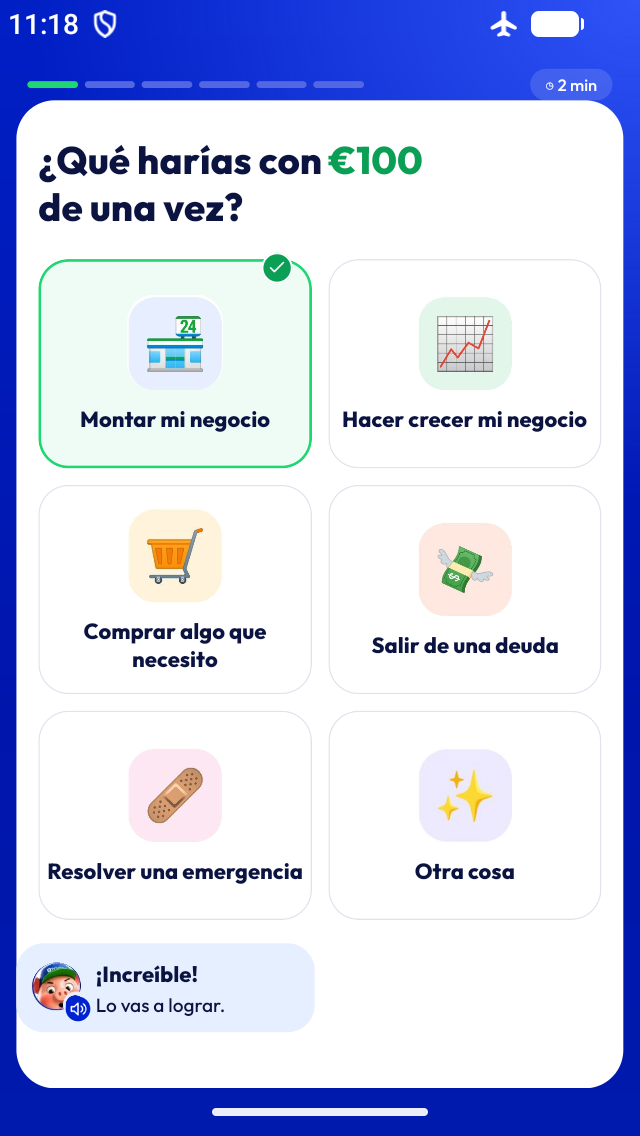 11:18
2 min
¿Qué harías con €100
de una vez?
24
Montar mi negocio
Hacer crecer mi negocio
Comprar algo que
necesito
Salir de una deuda
Resolver una emergencia
Otra cosa
¡Increíble!
Lo vas a lograr.